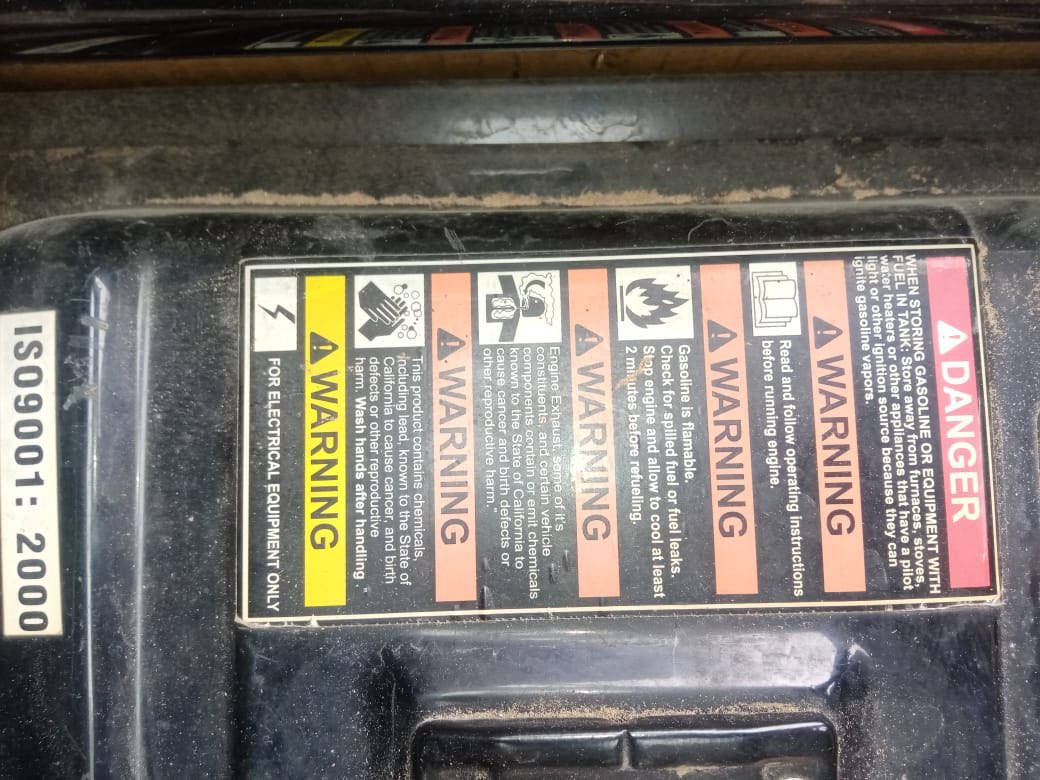 DANGER
WHEN STORING GASOLINE OR EQUIPMENT WITH
FUEL IN TANK: Store away from furnaces, stoves,
water heaters or other appliances that have a pilot
light or other ignition source because they can
ignite gasoline vapors.
WARNING
Read and follow operating instructions
before running engine.
WARNING
Gasoline is flamable,
Check for spilled fuel or fuel leaks.
Stop engine and allow to cool at least
2 minutes before refueling.
WARNING
Engine Exhaust, some of it's
constituents, and certain vehicle
components contain or emit chemicals
known to the State of California to
cause cancer and birth defects or
other reproductive harm."
WARNING
This product contains chemicals,
including lead, known to the State of
California to cause cancer, and birth
defects or other reproductive
harm. Wash hands after handling "
WARNING
FOR ELECTRICAL EQUIPMENT ONLY
ISO9001: 2000